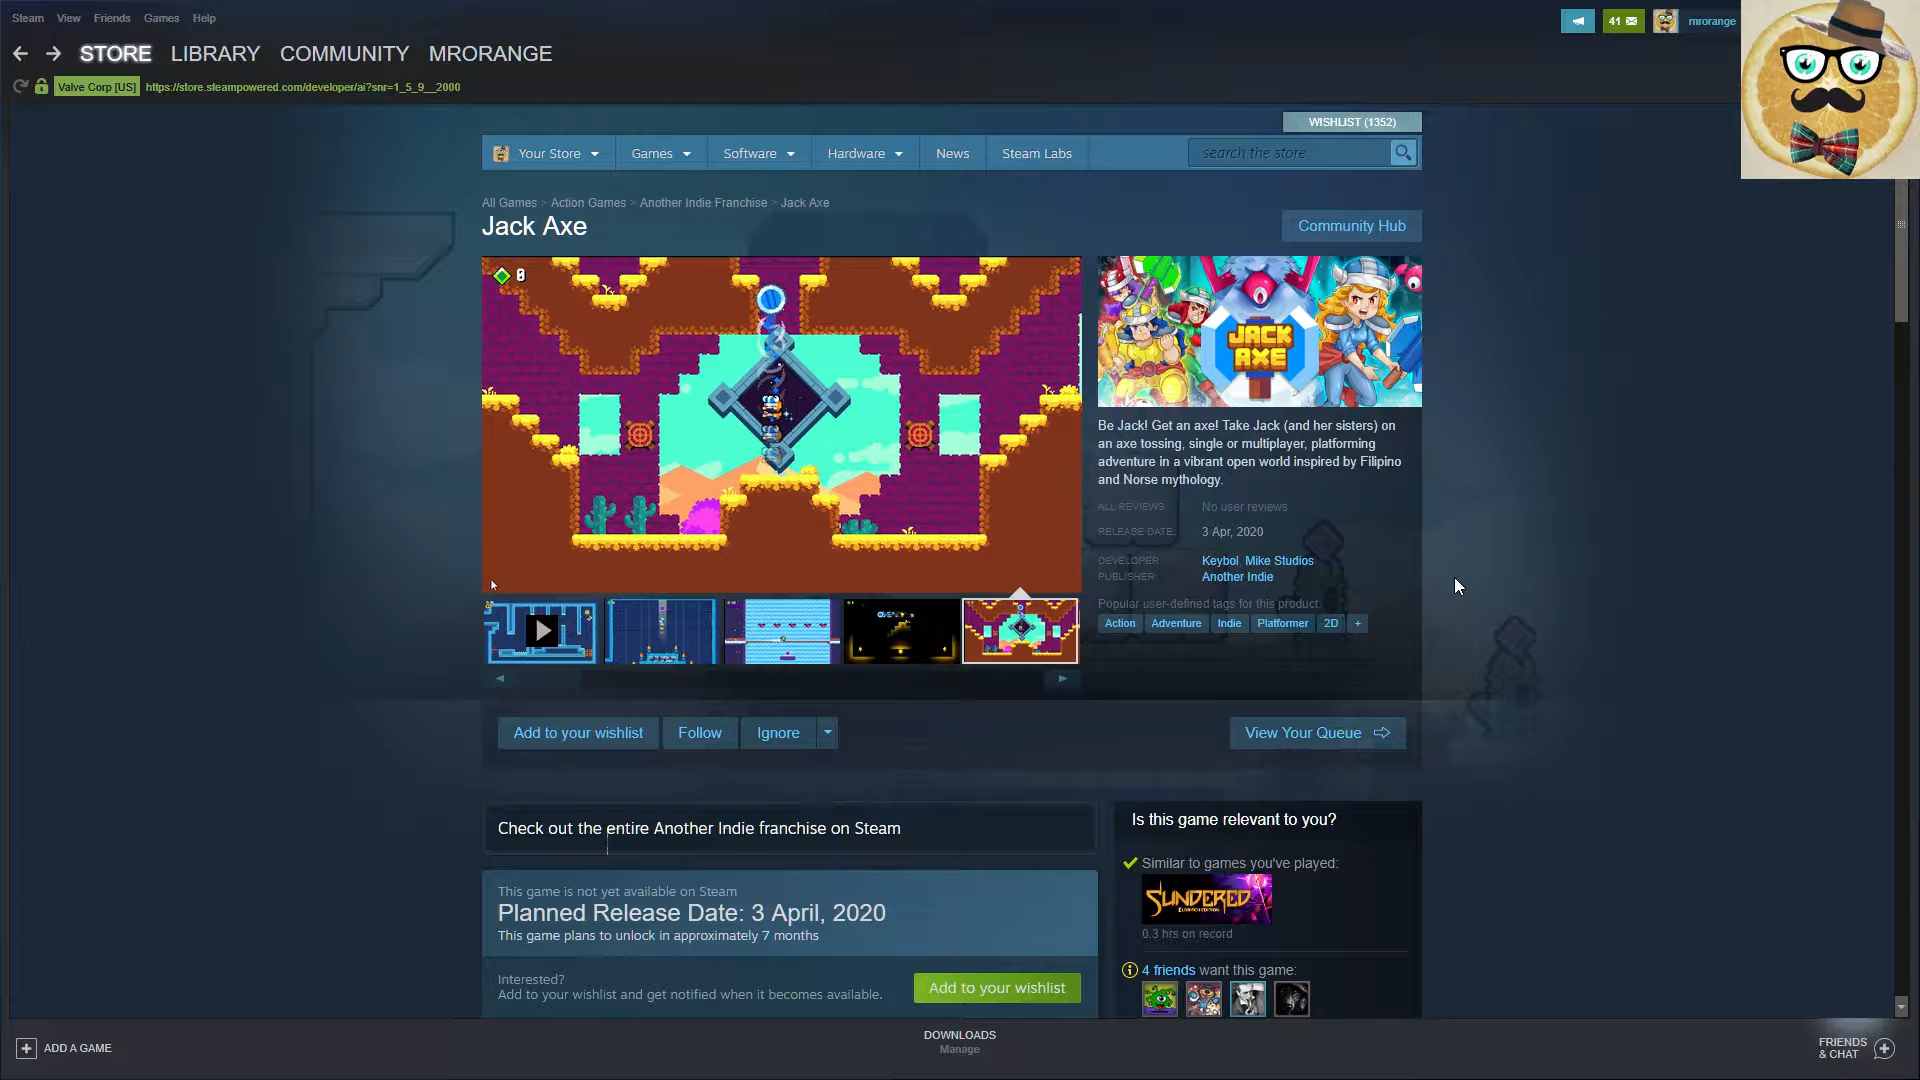 Steam View Friends Games Help
41
mrorange
STORE LIBRARY COMMUNITY MRORANGE
Valve Corp [US] https://store.steampowered.com/developer/ai?snr=1_5_9__2000
WISHLIST (1352)
Your Store Games Software Hardware News Steam Labs search the store
All Games > Action Games > Another Indie Franchise > Jack Axe
Jack Axe
Community Hub
0
JACK
AXE
Be Jack! Get an axe! Take Jack (and her sisters) on
an axe tossing, single or multiplayer, platforming
adventure in a vibrant open world inspired by Filipino
and Norse mythology.
ALL REVIEWS: No user reviews
RELEASE DATE: 3 Apr, 2020
DEVELOPER: Keybol, Mike Studios
PUBLISHER: Another Indie
Popular user-defined tags for this product:
Action Adventure Indie Platformer 2D +
Add to your wishlist Follow Ignore View Your Queue
Check out the entire Another Indie franchise on Steam
This game is not yet available on Steam
Planned Release Date: 3 April, 2020
This game plans to unlock in approximately 7 months
Interested?
Add to your wishlist and get notified when it becomes available.
Add to your wishlist
Is this game relevant to you?
Similar to games you've played:
SUNDERED
ELDRITCH EDITION
0.3 hrs on record
4 friends want this game:
ADD A GAME
DOWNLOADS
Manage
FRIENDS
& CHAT